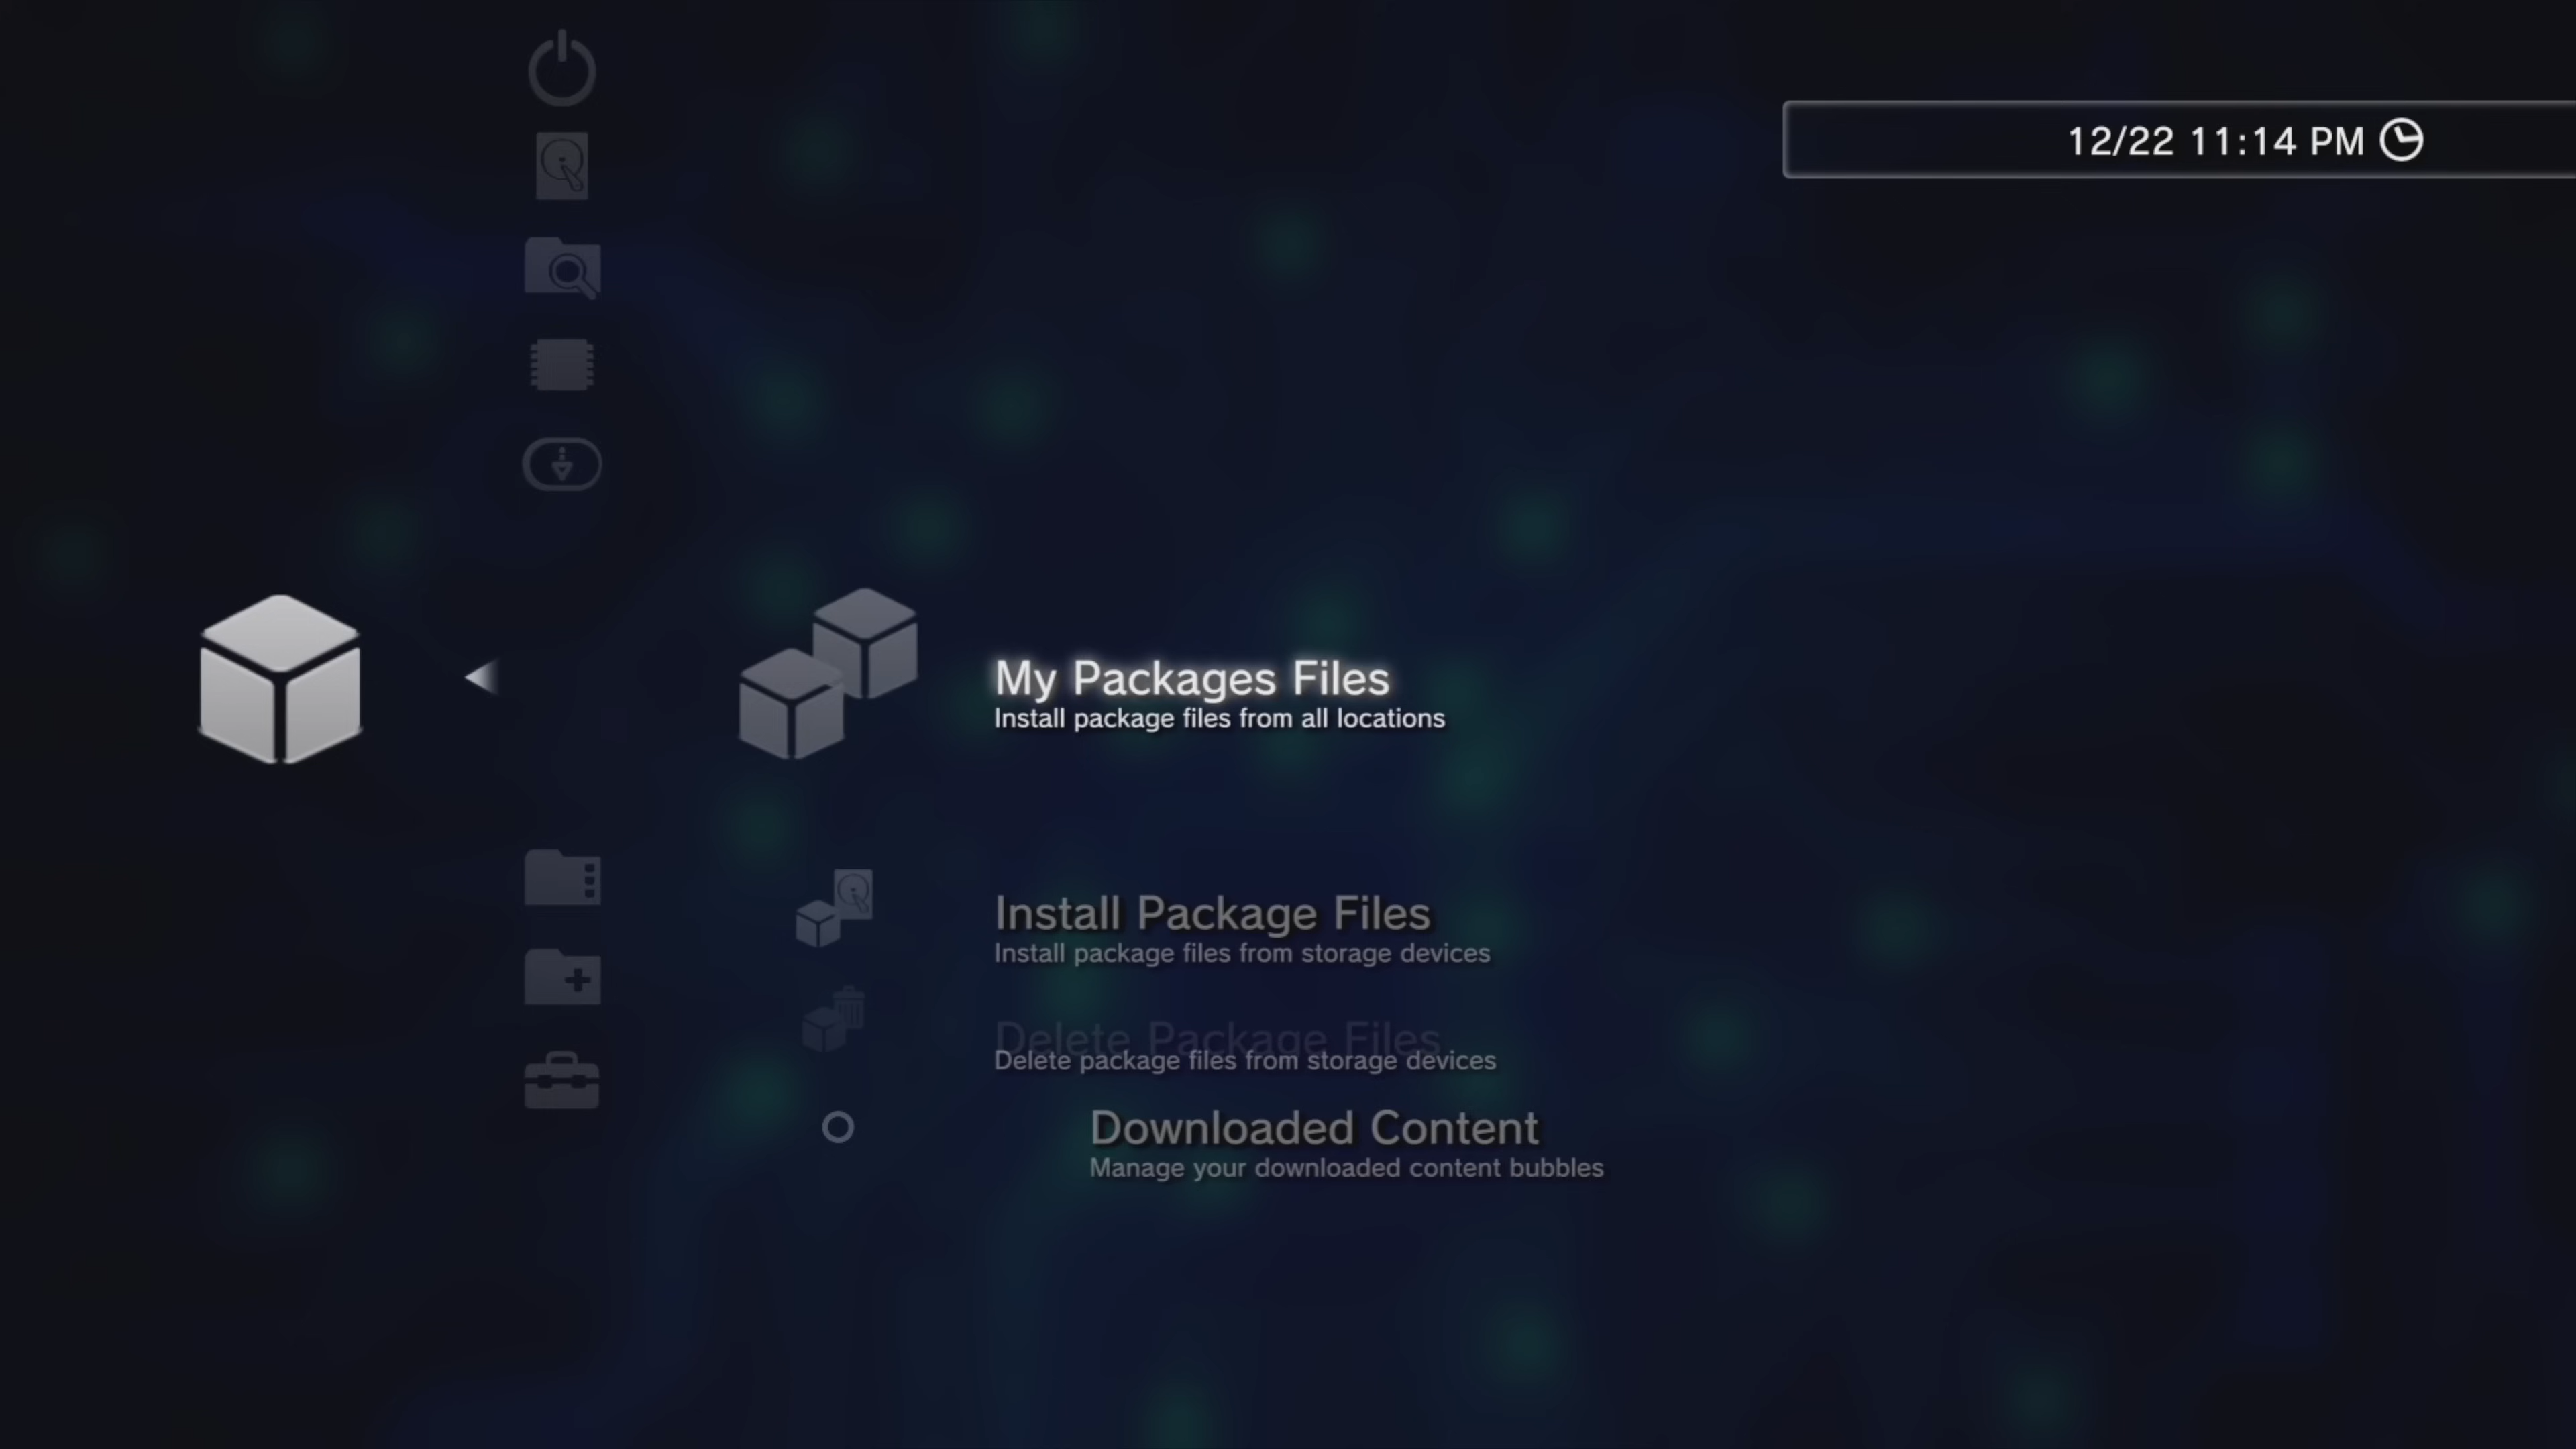 12/22 11:14 PM
My Packages Files
Install package files from all locations
Install Package Files
Install package files from storage devices
Delete Package Files
Delete package files from storage devices
Downloaded Content
Manage your downloaded content bubbles